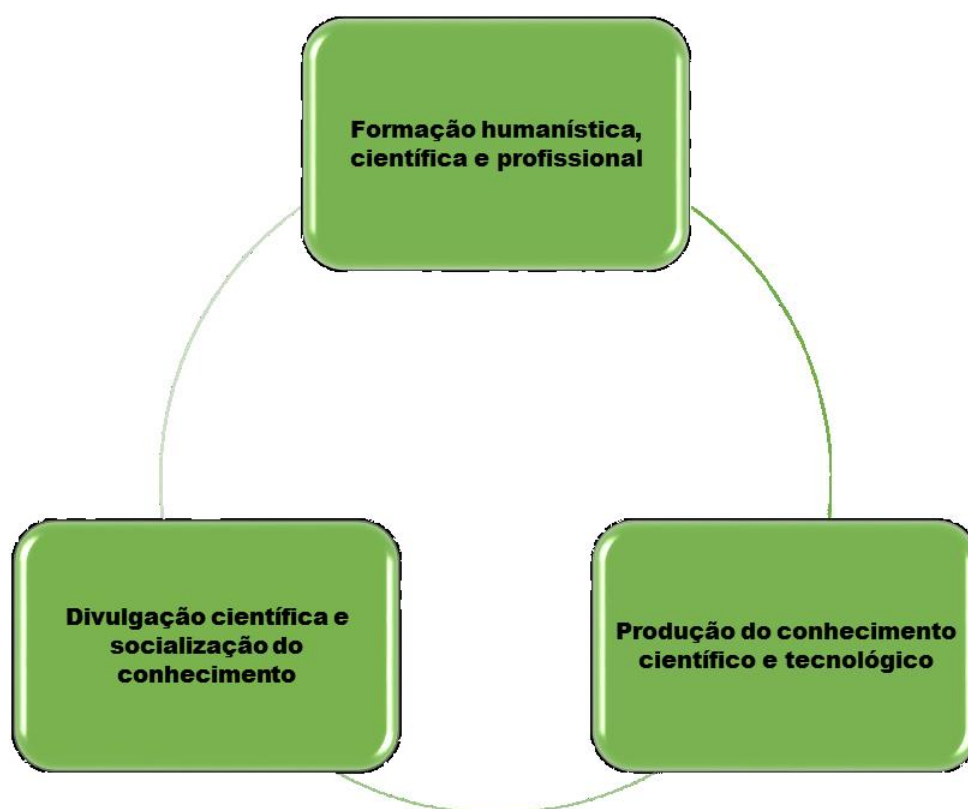 Formação humanística,
científica e profissional
Divulgação científica e
socialização do
conhecimento
Produção do conhecimento
científico e tecnológico